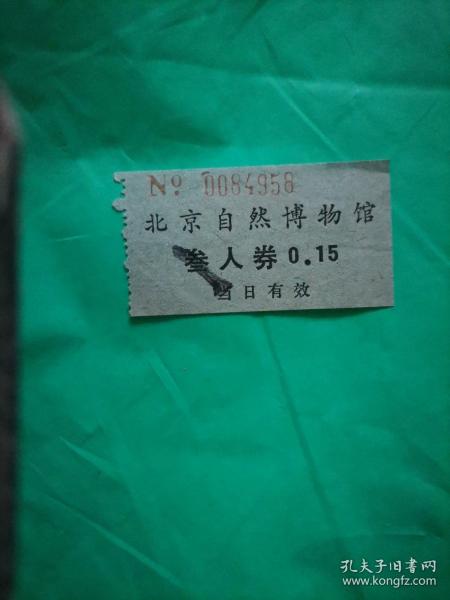 No 0084958
北京自然博物馆
叁人券 0.15
当日有效
孔夫子旧书网
www.kongfz.com